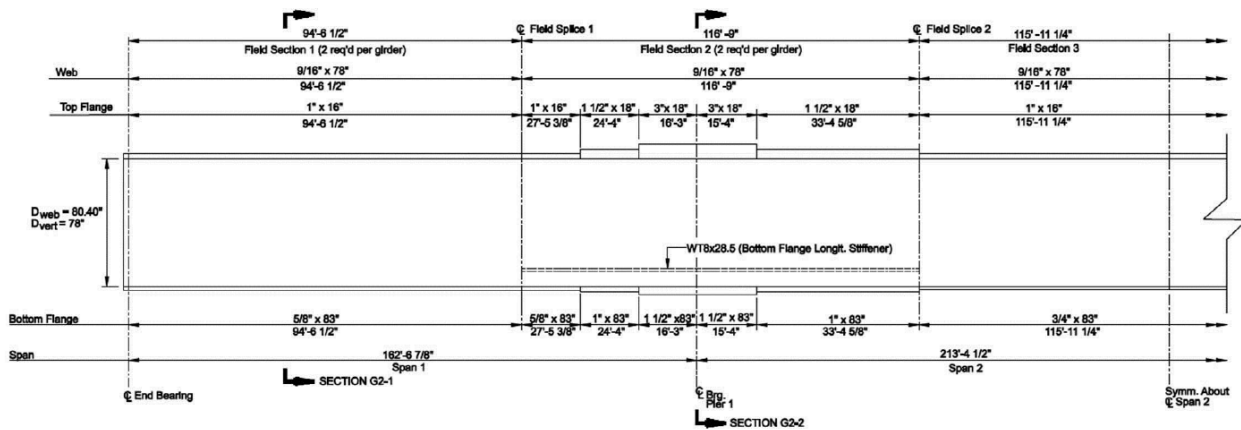 94'-6 1/2"
Field Section 1 (2 req'd per girder)
℄ Field Splice 1
116' -9"
Field Section 2 (2 req'd per girder)
℄ Field Splice 2
115' -11 1/4"
Field Section 3
Web
9/16" x 78"
94'-6 1/2"
9/16" x 78"
116' -9"
9/16" x 78"
115' -11 1/4"
Top Flange
1" x 16"
94'-6 1/2"
1" x 16"
27'-5 3/8"
1 1/2" x 18"
24'-4"
3"x 18"
16'-3"
3"x 18"
15'-4"
1 1/2" x 18"
33'-4 5/8"
1" x 16"
115'-11 1/4"
Dweb = 80.40"
Dvert = 78"
WT8x28.5 (Bottom Flange Longit. Stiffener)
Bottom Flange
5/8" x 83"
94'-6 1/2"
5/8" x 83"
27'-5 3/8"
1" x 83"
24'-4"
1 1/2" x83"
16'-3"
1 1/2" x 83"
15'-4"
1" x 83"
33'-4 5/8"
3/4" x 83"
115'-11 1/4"
Span
162'-6 7/8"
Span 1
213'-4 1/2"
Span 2
SECTION G2-1
℄ End Bearing
℄ Brg.
Pier 1
SECTION G2-2
Symm. About
℄ Span 2